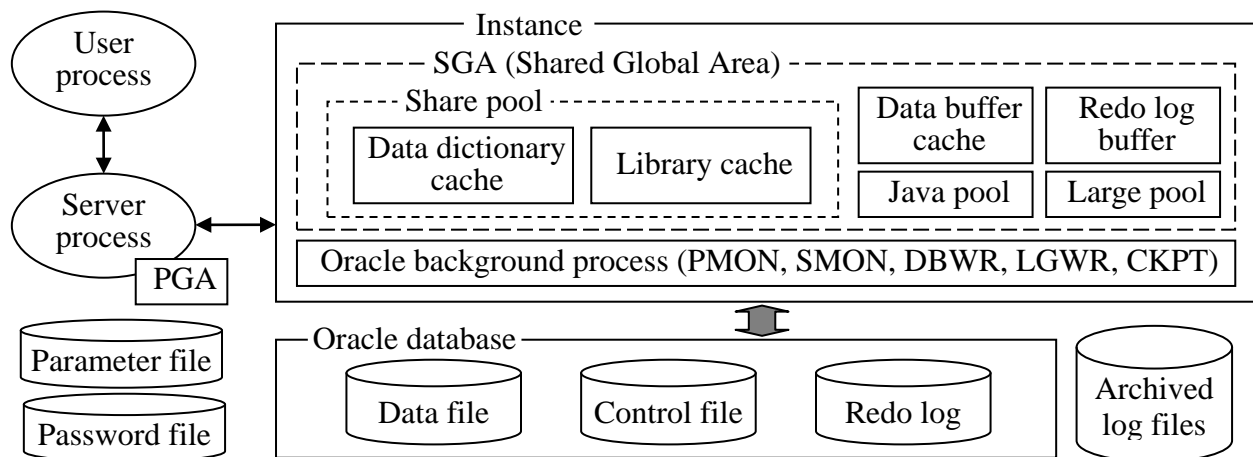 User
process
Server
process
PGA
Parameter file
Password file
Instance
SGA (Shared Global Area)
Share pool
Data dictionary
cache
Library cache
Data buffer
cache
Redo log
buffer
Java pool
Large pool
Oracle background process (PMON, SMON, DBWR, LGWR, CKPT)
Oracle database
Data file
Control file
Redo log
Archived
log files